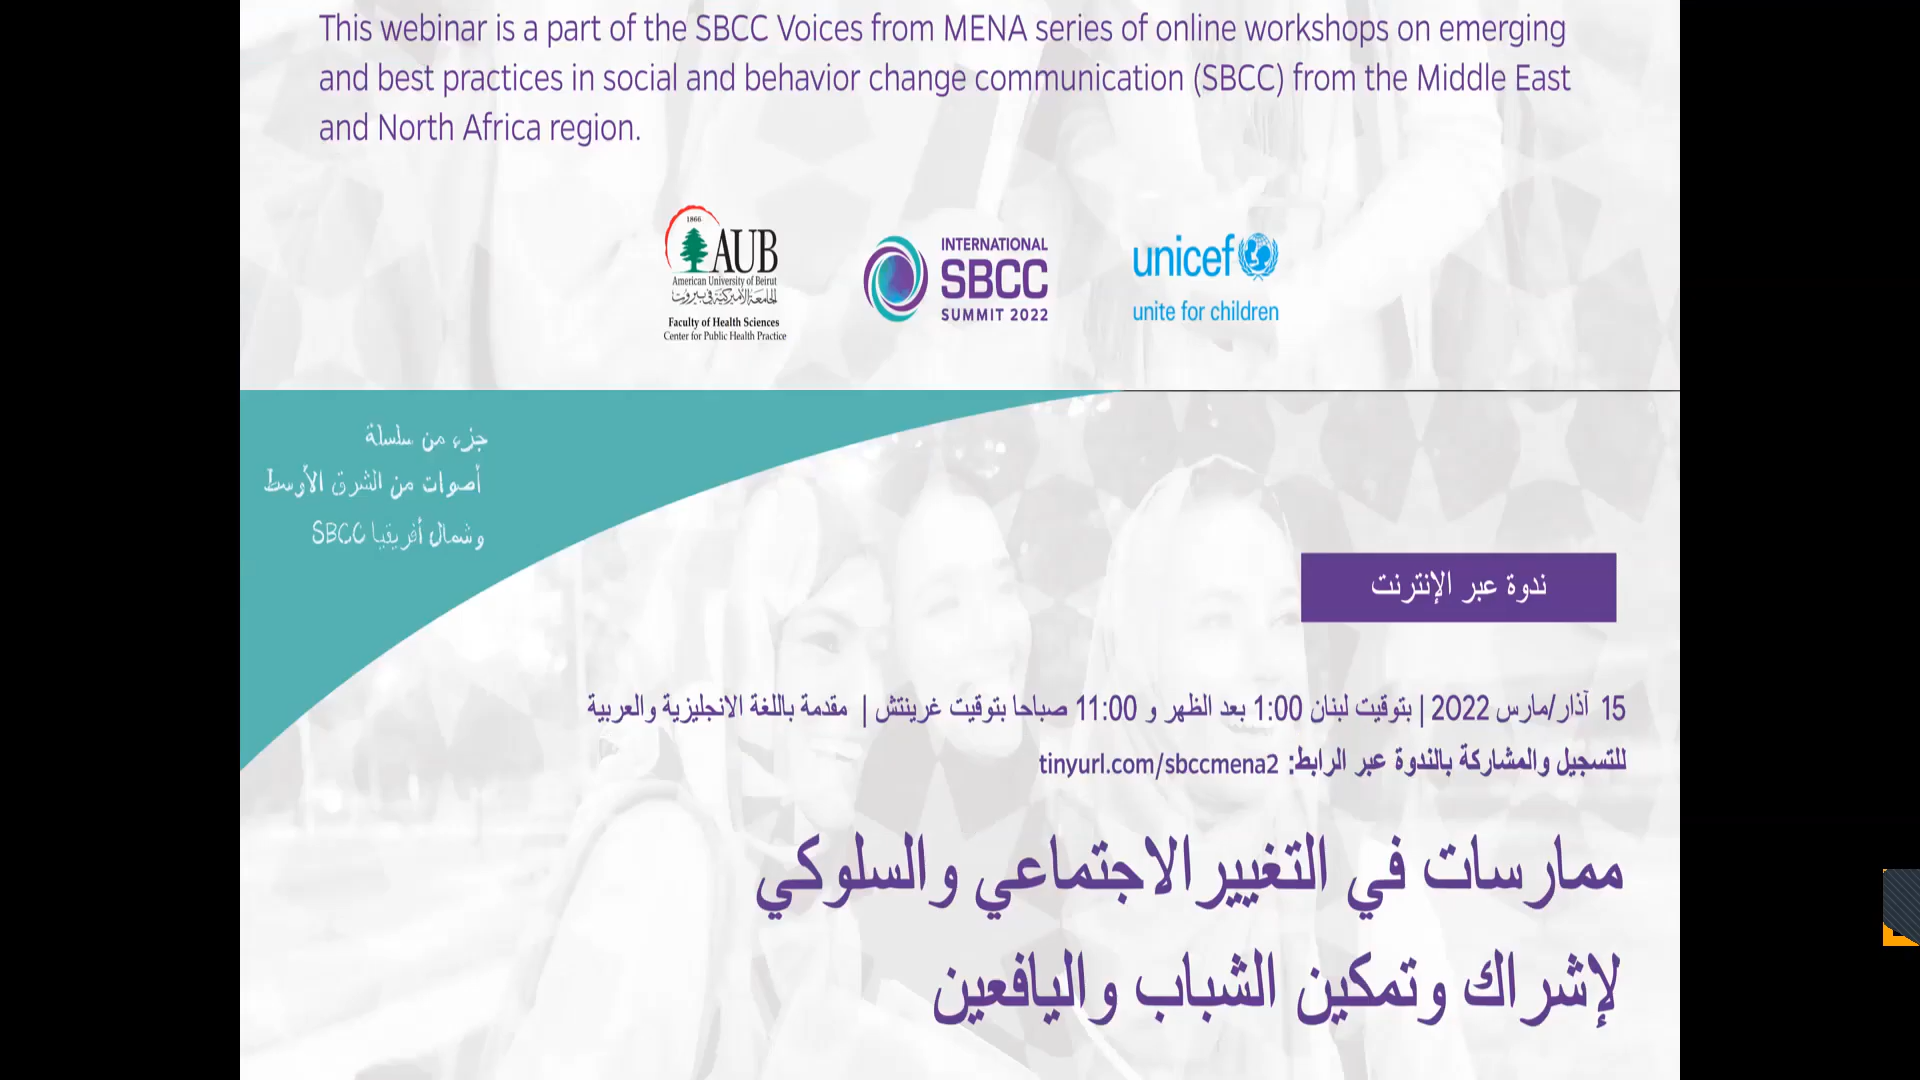 This webinar is a part of the SBCC Voices from MENA series of online workshops on emerging
and best practices in social and behavior change communication (SBCC) from the Middle East
and North Africa region.
1866
AUB
American University of Beirut
الجامعة الأميركية في بيروت
Faculty of Health Sciences
Center for Public Health Practice
INTERNATIONAL
SBCC
SUMMIT 2022
unicef
unite for children
جزء من سلسلة
أصوات من الشرق الأوسط
وشمال أفريقيا SBCC
ندوة عبر الإنترنت
15 آذار/مارس 2022 | بتوقيت لبنان 1:00 بعد الظهر و 11:00 صباحا بتوقيت غرينتش | مقدمة باللغة الانجليزية والعربية
للتسجيل والمشاركة بالندوة عبر الرابط: tinyurl.com/sbccmena2
ممارسات في التغيير الاجتماعي والسلوكي
لإشراك وتمكين الشباب واليافعين